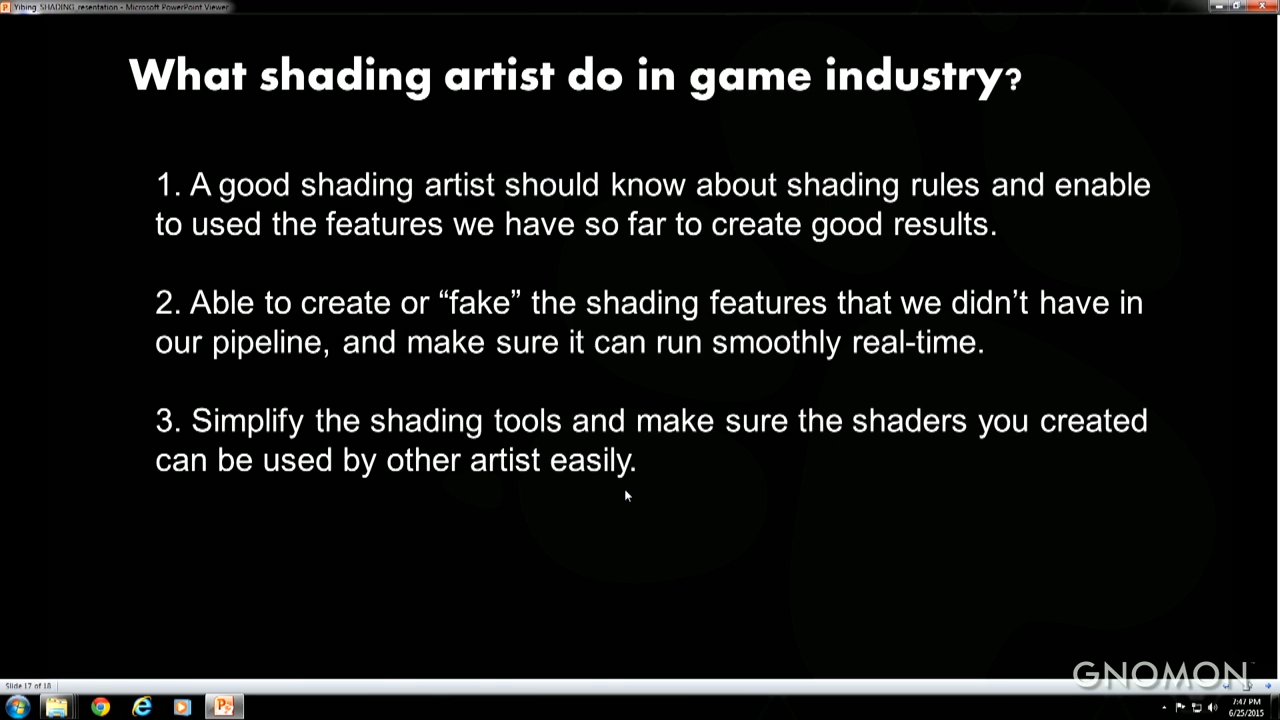 Yibing_SHADING_resentation - Microsoft PowerPoint Viewer
What shading artist do in game industry?
1. A good shading artist should know about shading rules and enable
to used the features we have so far to create good results.
2. Able to create or “fake” the shading features that we didn’t have in
our pipeline, and make sure it can run smoothly real-time.
3. Simplify the shading tools and make sure the shaders you created
can be used by other artist easily.
GNOMON
Slide 17 of 18
7:47 PM
6/25/2015